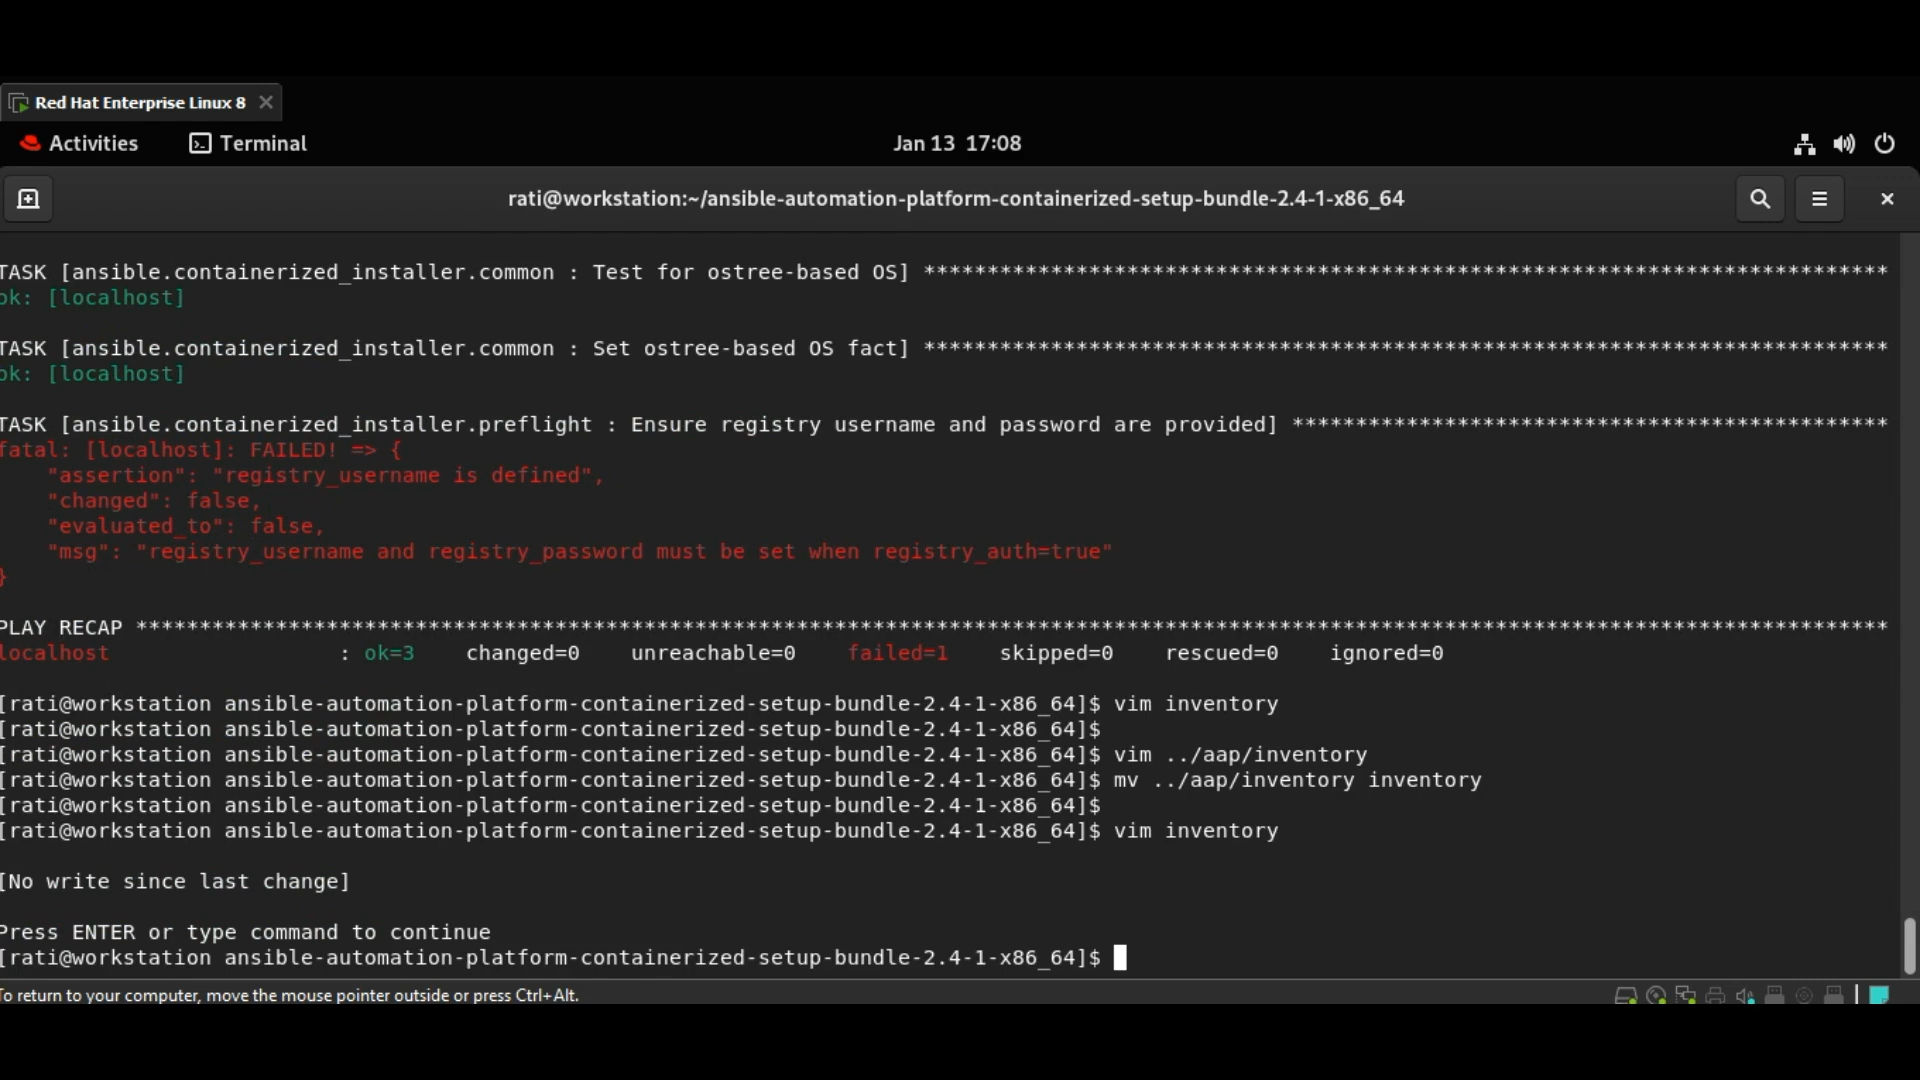 Red Hat Enterprise Linux 8
Activities Terminal Jan 13 17:08
rati@workstation:~/ansible-automation-platform-containerized-setup-bundle-2.4-1-x86_64
TASK [ansible.containerized_installer.common : Test for ostree-based OS] ****************************************************************************
ok: [localhost]
TASK [ansible.containerized_installer.common : Set ostree-based OS fact] ****************************************************************************
ok: [localhost]
TASK [ansible.containerized_installer.preflight : Ensure registry username and password are provided] ***********************************************
fatal: [localhost]: FAILED! => {
"assertion": "registry_username is defined",
"changed": false,
"evaluated_to": false,
"msg": "registry_username and registry_password must be set when registry_auth=true"
}
PLAY RECAP ******************************************************************************************************************************************
localhost : ok=3 changed=0 unreachable=0 failed=1 skipped=0 rescued=0 ignored=0
[rati@workstation ansible-automation-platform-containerized-setup-bundle-2.4-1-x86_64]$ vim inventory
[rati@workstation ansible-automation-platform-containerized-setup-bundle-2.4-1-x86_64]$
[rati@workstation ansible-automation-platform-containerized-setup-bundle-2.4-1-x86_64]$ vim ../aap/inventory
[rati@workstation ansible-automation-platform-containerized-setup-bundle-2.4-1-x86_64]$ mv ../aap/inventory inventory
[rati@workstation ansible-automation-platform-containerized-setup-bundle-2.4-1-x86_64]$
[rati@workstation ansible-automation-platform-containerized-setup-bundle-2.4-1-x86_64]$ vim inventory
[No write since last change]
Press ENTER or type command to continue
[rati@workstation ansible-automation-platform-containerized-setup-bundle-2.4-1-x86_64]$
To return to your computer, move the mouse pointer outside or press Ctrl+Alt.